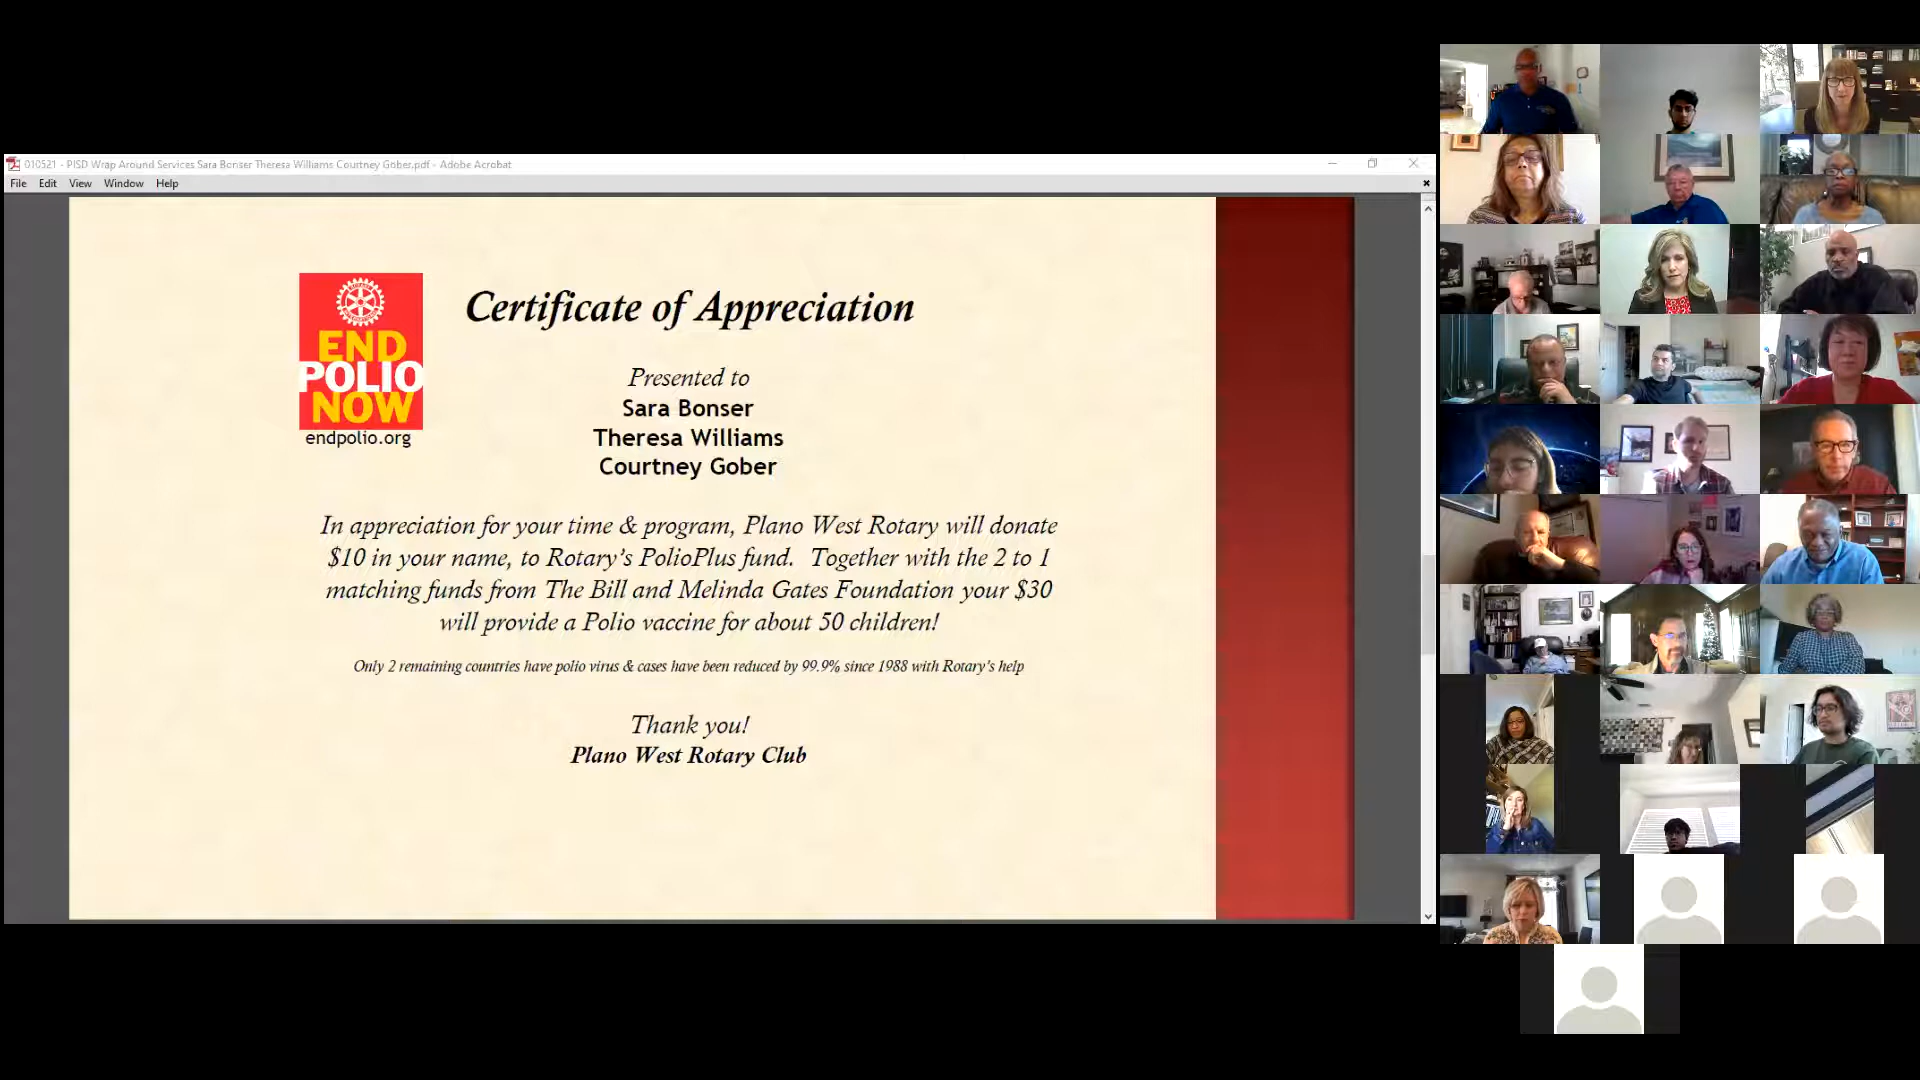 010521 - PISD Wrap Around Services Sara Bonser Theresa Williams Courtney Gober.pdf - Adobe Acrobat
File Edit View Window Help
END
POLIO
NOW
endpolio.org
Certificate of Appreciation
Presented to
Sara Bonser
Theresa Williams
Courtney Gober
In appreciation for your time & program, Plano West Rotary will donate
$10 in your name, to Rotary's PolioPlus fund.  Together with the 2 to 1
matching funds from The Bill and Melinda Gates Foundation your $30
will provide a Polio vaccine for about 50 children!
Only 2 remaining countries have polio virus & cases have been reduced by 99.9% since 1988 with Rotary's help
Thank you!
Plano West Rotary Club